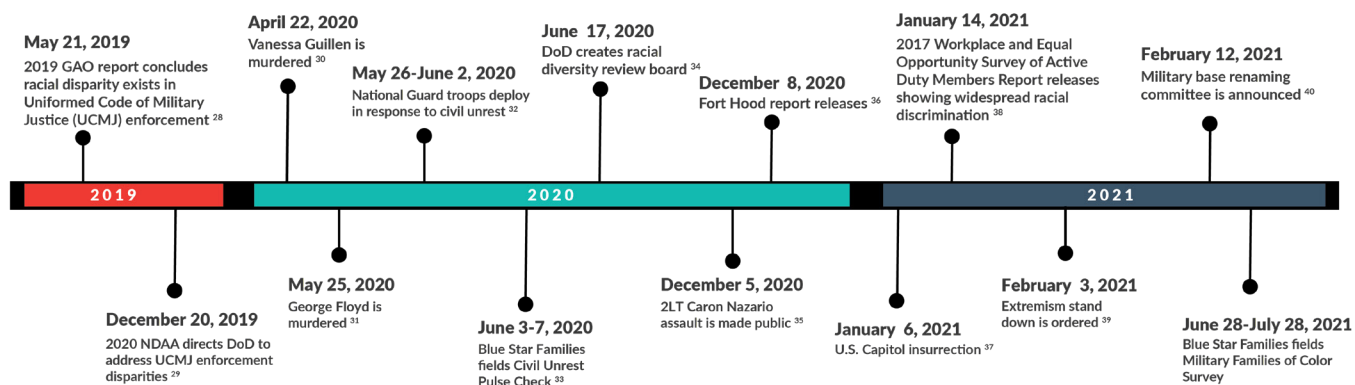 May 21, 2019
2019 GAO report concludes
racial disparity exists in
Uniformed Code of Military
Justice (UCMJ) enforcement 28
April 22, 2020
Vanessa Guillen is
murdered 30
May 26-June 2, 2020
National Guard troops deploy
in response to civil unrest 32
June 17, 2020
DoD creates racial
diversity review board 34
December 8, 2020
Fort Hood report releases 36
January 14, 2021
2017 Workplace and Equal
Opportunity Survey of Active
Duty Members Report releases
showing widespread racial
discrimination 38
February 12, 2021
Military base renaming
committee is announced 40
2019
2020
2021
December 20, 2019
2020 NDAA directs DoD to
address UCMJ enforcement
disparities 29
May 25, 2020
George Floyd is
murdered 31
June 3-7, 2020
Blue Star Families
fields Civil Unrest
Pulse Check 33
December 5, 2020
2LT Caron Nazario
assault is made public 35
January 6, 2021
U.S. Capitol insurrection 37
February 3, 2021
Extremism stand
down is ordered 39
June 28-July 28, 2021
Blue Star Families fields
Military Families of Color
Survey